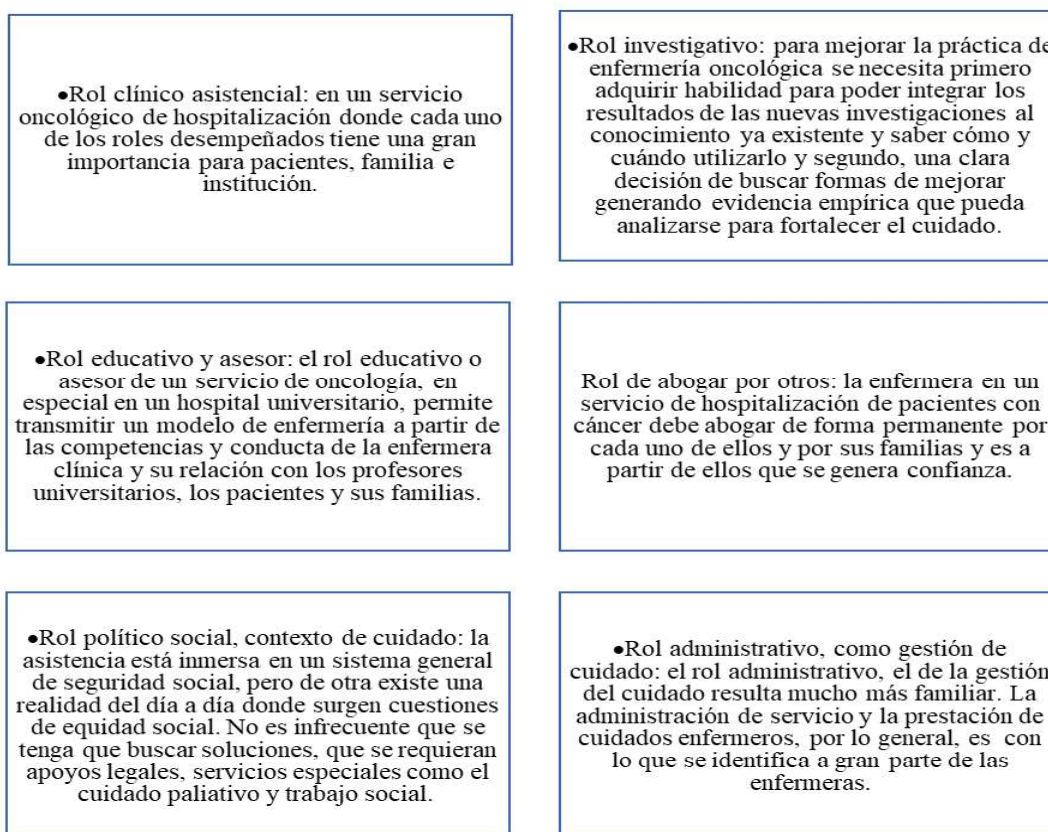 •Rol clínico asistencial: en un servicio
oncológico de hospitalización donde cada uno
de los roles desempeñados tiene una gran
importancia para pacientes, familia e
institución.
•Rol investigativo: para mejorar la práctica de
enfermería oncológica se necesita primero
adquirir habilidad para poder integrar los
resultados de las nuevas investigaciones al
conocimiento ya existente y saber cómo y
cuándo utilizarlo y segundo, una clara
decisión de buscar formas de mejorar
generando evidencia empírica que pueda
analizarse para fortalecer el cuidado.
•Rol educativo y asesor: el rol educativo o
asesor de un servicio de oncología, en
especial en un hospital universitario, permite
transmitir un modelo de enfermería a partir de
las competencias y conducta de la enfermera
clínica y su relación con los profesores
universitarios, los pacientes y sus familias.
Rol de abogar por otros: la enfermera en un
servicio de hospitalización de pacientes con
cáncer debe abogar de forma permanente por
cada uno de ellos y por sus familias y es a
partir de ellos que se genera confianza.
•Rol político social, contexto de cuidado: la
asistencia está inmersa en un sistema general
de seguridad social, pero de otra existe una
realidad del día a día donde surgen cuestiones
de equidad social. No es infrecuente que se
tenga que buscar soluciones, que se requieran
apoyos legales, servicios especiales como el
cuidado paliativo y trabajo social.
•Rol administrativo, como gestión de
cuidado: el rol administrativo, el de la gestión
del cuidado resulta mucho más familiar. La
administración de servicio y la prestación de
cuidados enfermeros, por lo general, es con
lo que se identifica a gran parte de las
enfermeras.